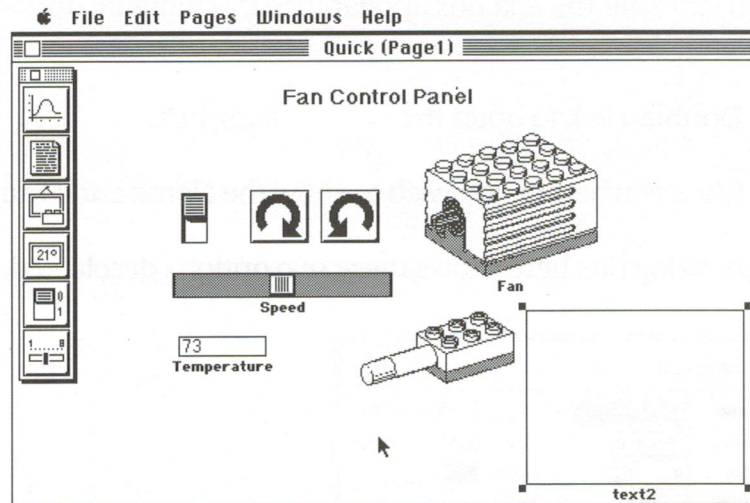 File Edit Pages Windows Help
Quick (Page1)
Fan Control Panel
21°
0
1
1 8
Fan
Speed
73
Temperature
text2